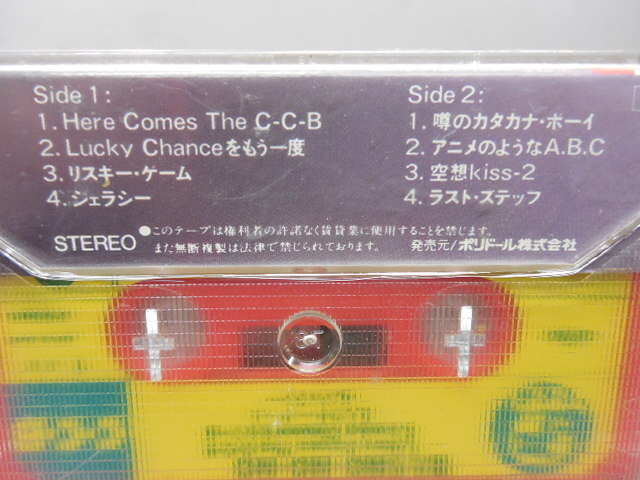 Side 1:
1. Here Comes The C-C-B
2. Lucky Chanceをもう一度
3. リスキー・ゲーム
4. ジェラシー
Side 2:
1. 噂のカタカナ・ボーイ
2. アニメのようなA.B.C
3. 空想kiss-2
4. ラスト・ステップ
STEREO
●このテープは権利者の許諾なく賃貸業に使用することを禁じます。
また無断複製は法律で禁じられております。
発売元/ポリドール株式会社